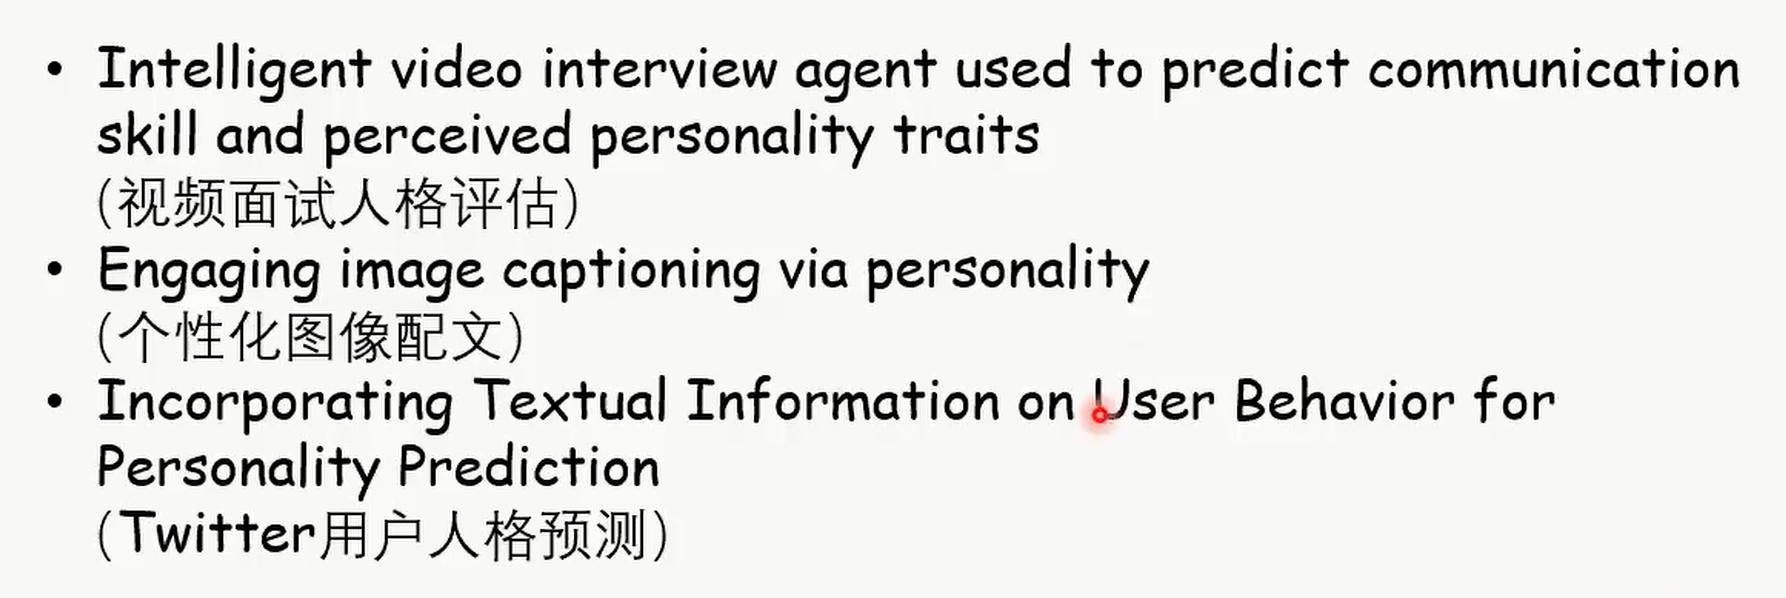 • Intelligent video interview agent used to predict communication
skill and perceived personality traits
(视频面试人格评估)
• Engaging image captioning via personality
(个性化图像配文)
• Incorporating Textual Information on User Behavior for
Personality Prediction
(Twitter用户人格预测)